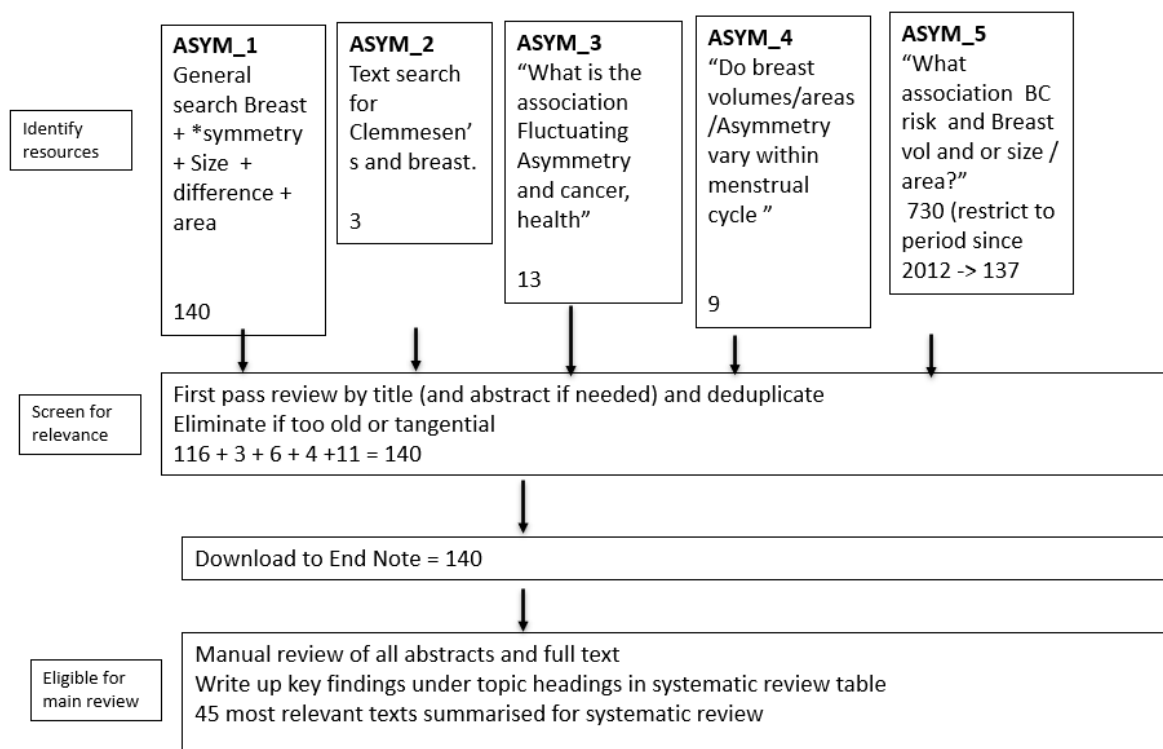 Identify
resources
ASYM_1
General
search Breast
+ *symmetry
+ Size +
difference +
area
140
ASYM_2
Text search
for
Clemmesen’
s and breast.
3
ASYM_3
“What is the
association
Fluctuating
Asymmetry
and cancer,
health”
13
ASYM_4
“Do breast
volumes/areas
/Asymmetry
vary within
menstrual
cycle ”
9
ASYM_5
“What
association BC
risk and Breast
vol and or size /
area?”
730 (restrict to
period since
2012 -> 137
Screen for
relevance
First pass review by title (and abstract if needed) and deduplicate
Eliminate if too old or tangential
116 + 3 + 6 + 4 +11 = 140
Download to End Note = 140
Eligible for
main review
Manual review of all abstracts and full text
Write up key findings under topic headings in systematic review table
45 most relevant texts summarised for systematic review